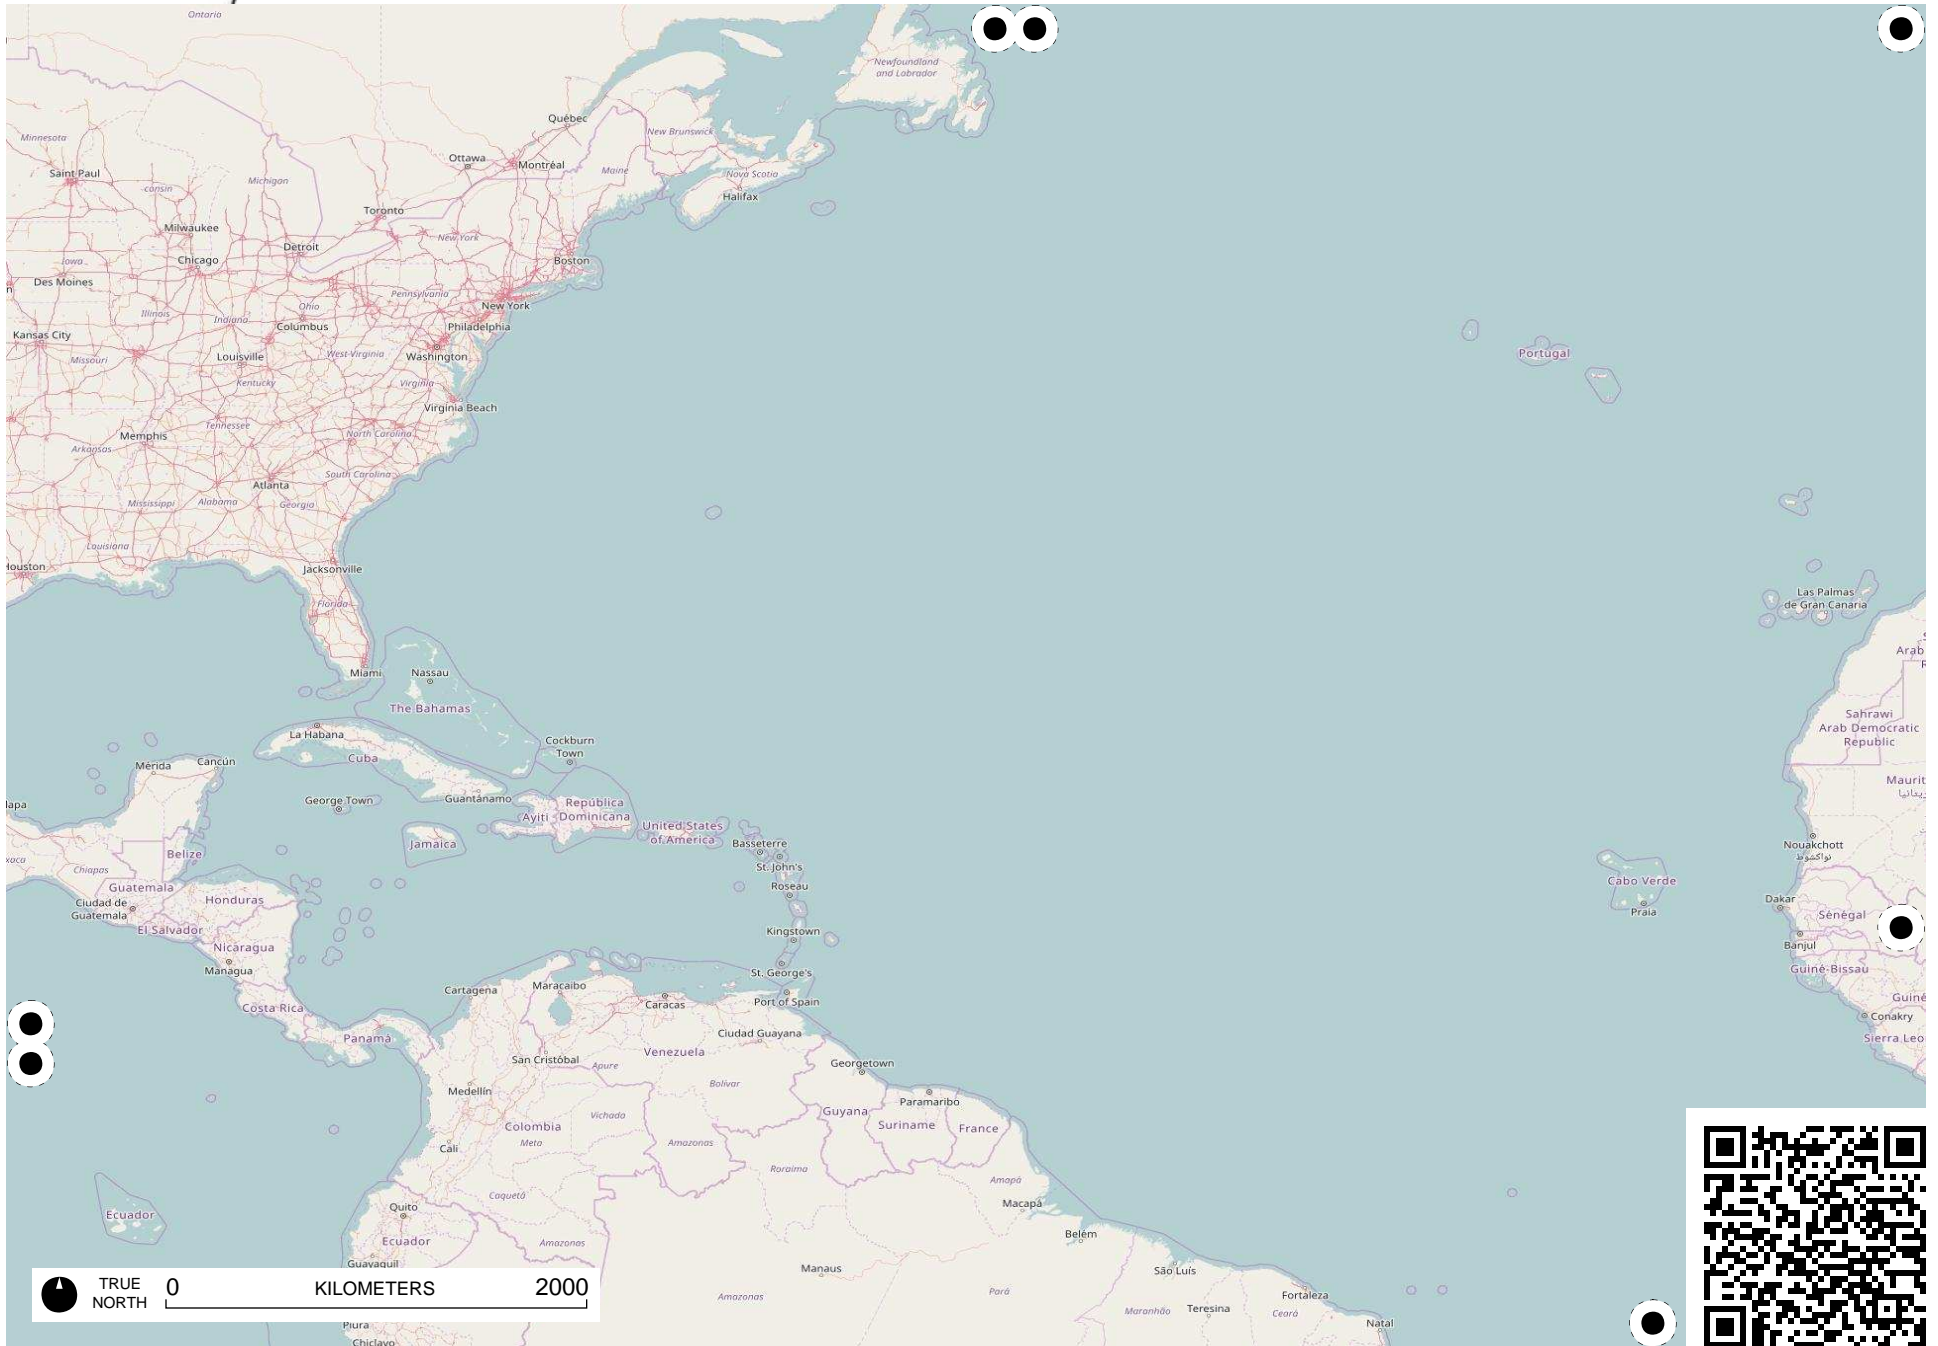 Ontario
Newfoundland
and Labrador
Québec
New Brunswick
Minnesota
Ottawa
Montréal
Saint Paul
Michigan
Maine
Nova Scotia
consin
Halifax
Toronto
Milwaukee
New York
Detroit
Chicago
Iowa
Boston
Des Moines
Pennsylvania
New York
Ohio
Illinois
Indiana
Columbus
Philadelphia
Kansas City
Louisville
West Virginia
Washington
Portugal
Missouri
Kentucky
Virginia
Virginia Beach
Tennessee
Memphis
North Carolina
Arkansas
South Carolina
Atlanta
Mississippi
Alabama
Georgia
Louisiana
Houston
Jacksonville
Las Palmas
de Gran Canaria
Florida
Arab
R
Miami
Nassau
The Bahamas
Sahrawi
Arab Democratic
Republic
La Habana
Cockburn
Town
Cuba
Mérida
Cancún
Maurit
George Town
Guantánamo
República
Dominicana
lapa
Ayiti
United States
of America
Jamaica
Basseterre
Nouakchott
نواكشوط
Belize
xaca
Chiapas
St. John's
Guatemala
Roseau
Cabo Verde
Honduras
Dakar
Ciudad de
Guatemala
Praia
Sénégal
El Salvador
Kingstown
Nicaragua
Banjul
Managua
St. George's
Guiné-Bissau
Cartagena
Maracaibo
Caracas
Port of Spain
Guiné
Costa Rica
Conakry
Panamá
Ciudad Guayana
Sierra Leo
San Cristóbal
Venezuela
Apure
Georgetown
Medellín
Bolívar
Paramaribo
Guyana
Vichada
Colombia
Suriname
France
Meta
Amazonas
Cali
Roraima
Amapá
Caquetá
Macapá
Quito
Ecuador
Belém
Ecuador
Amazonas
Guayaquil
Manaus
São Luís
TRUE
NORTH
0 KILOMETERS 2000
Pará
Fortaleza
Amazonas
Maranhão
Teresina
Ceará
Natal
Piura
Chiclayo